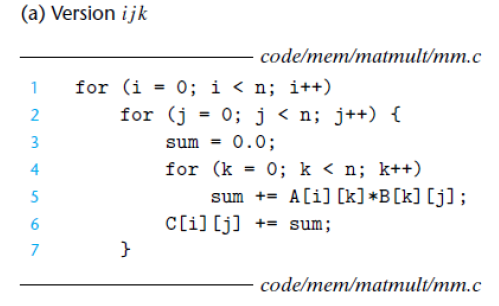 (a) Version ijk
code/mem/matmult/mm.c
1 for (i = 0; i < n; i++)
2 for (j = 0; j < n; j++) {
3 sum = 0.0;
4 for (k = 0; k < n; k++)
5 sum += A[i][k]*B[k][j];
6 C[i][j] += sum;
7 }
code/mem/matmult/mm.c